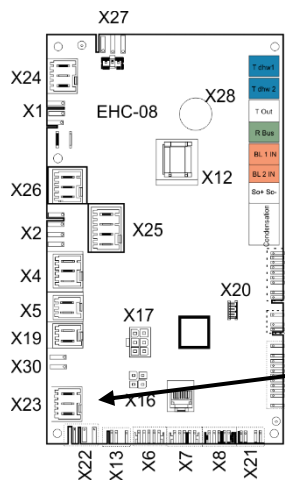 X27
X24
T dhw1
T dhw 2
X1
EHC-08
X28
T Out
R Bus
BL 1 IN
X12
X26
BL 2 IN
So+ So-
Condensation
X2
X25
X4
X20
X5
X17
X19
X30
X16
X23
X22
X13
X6
X7
X8
X21